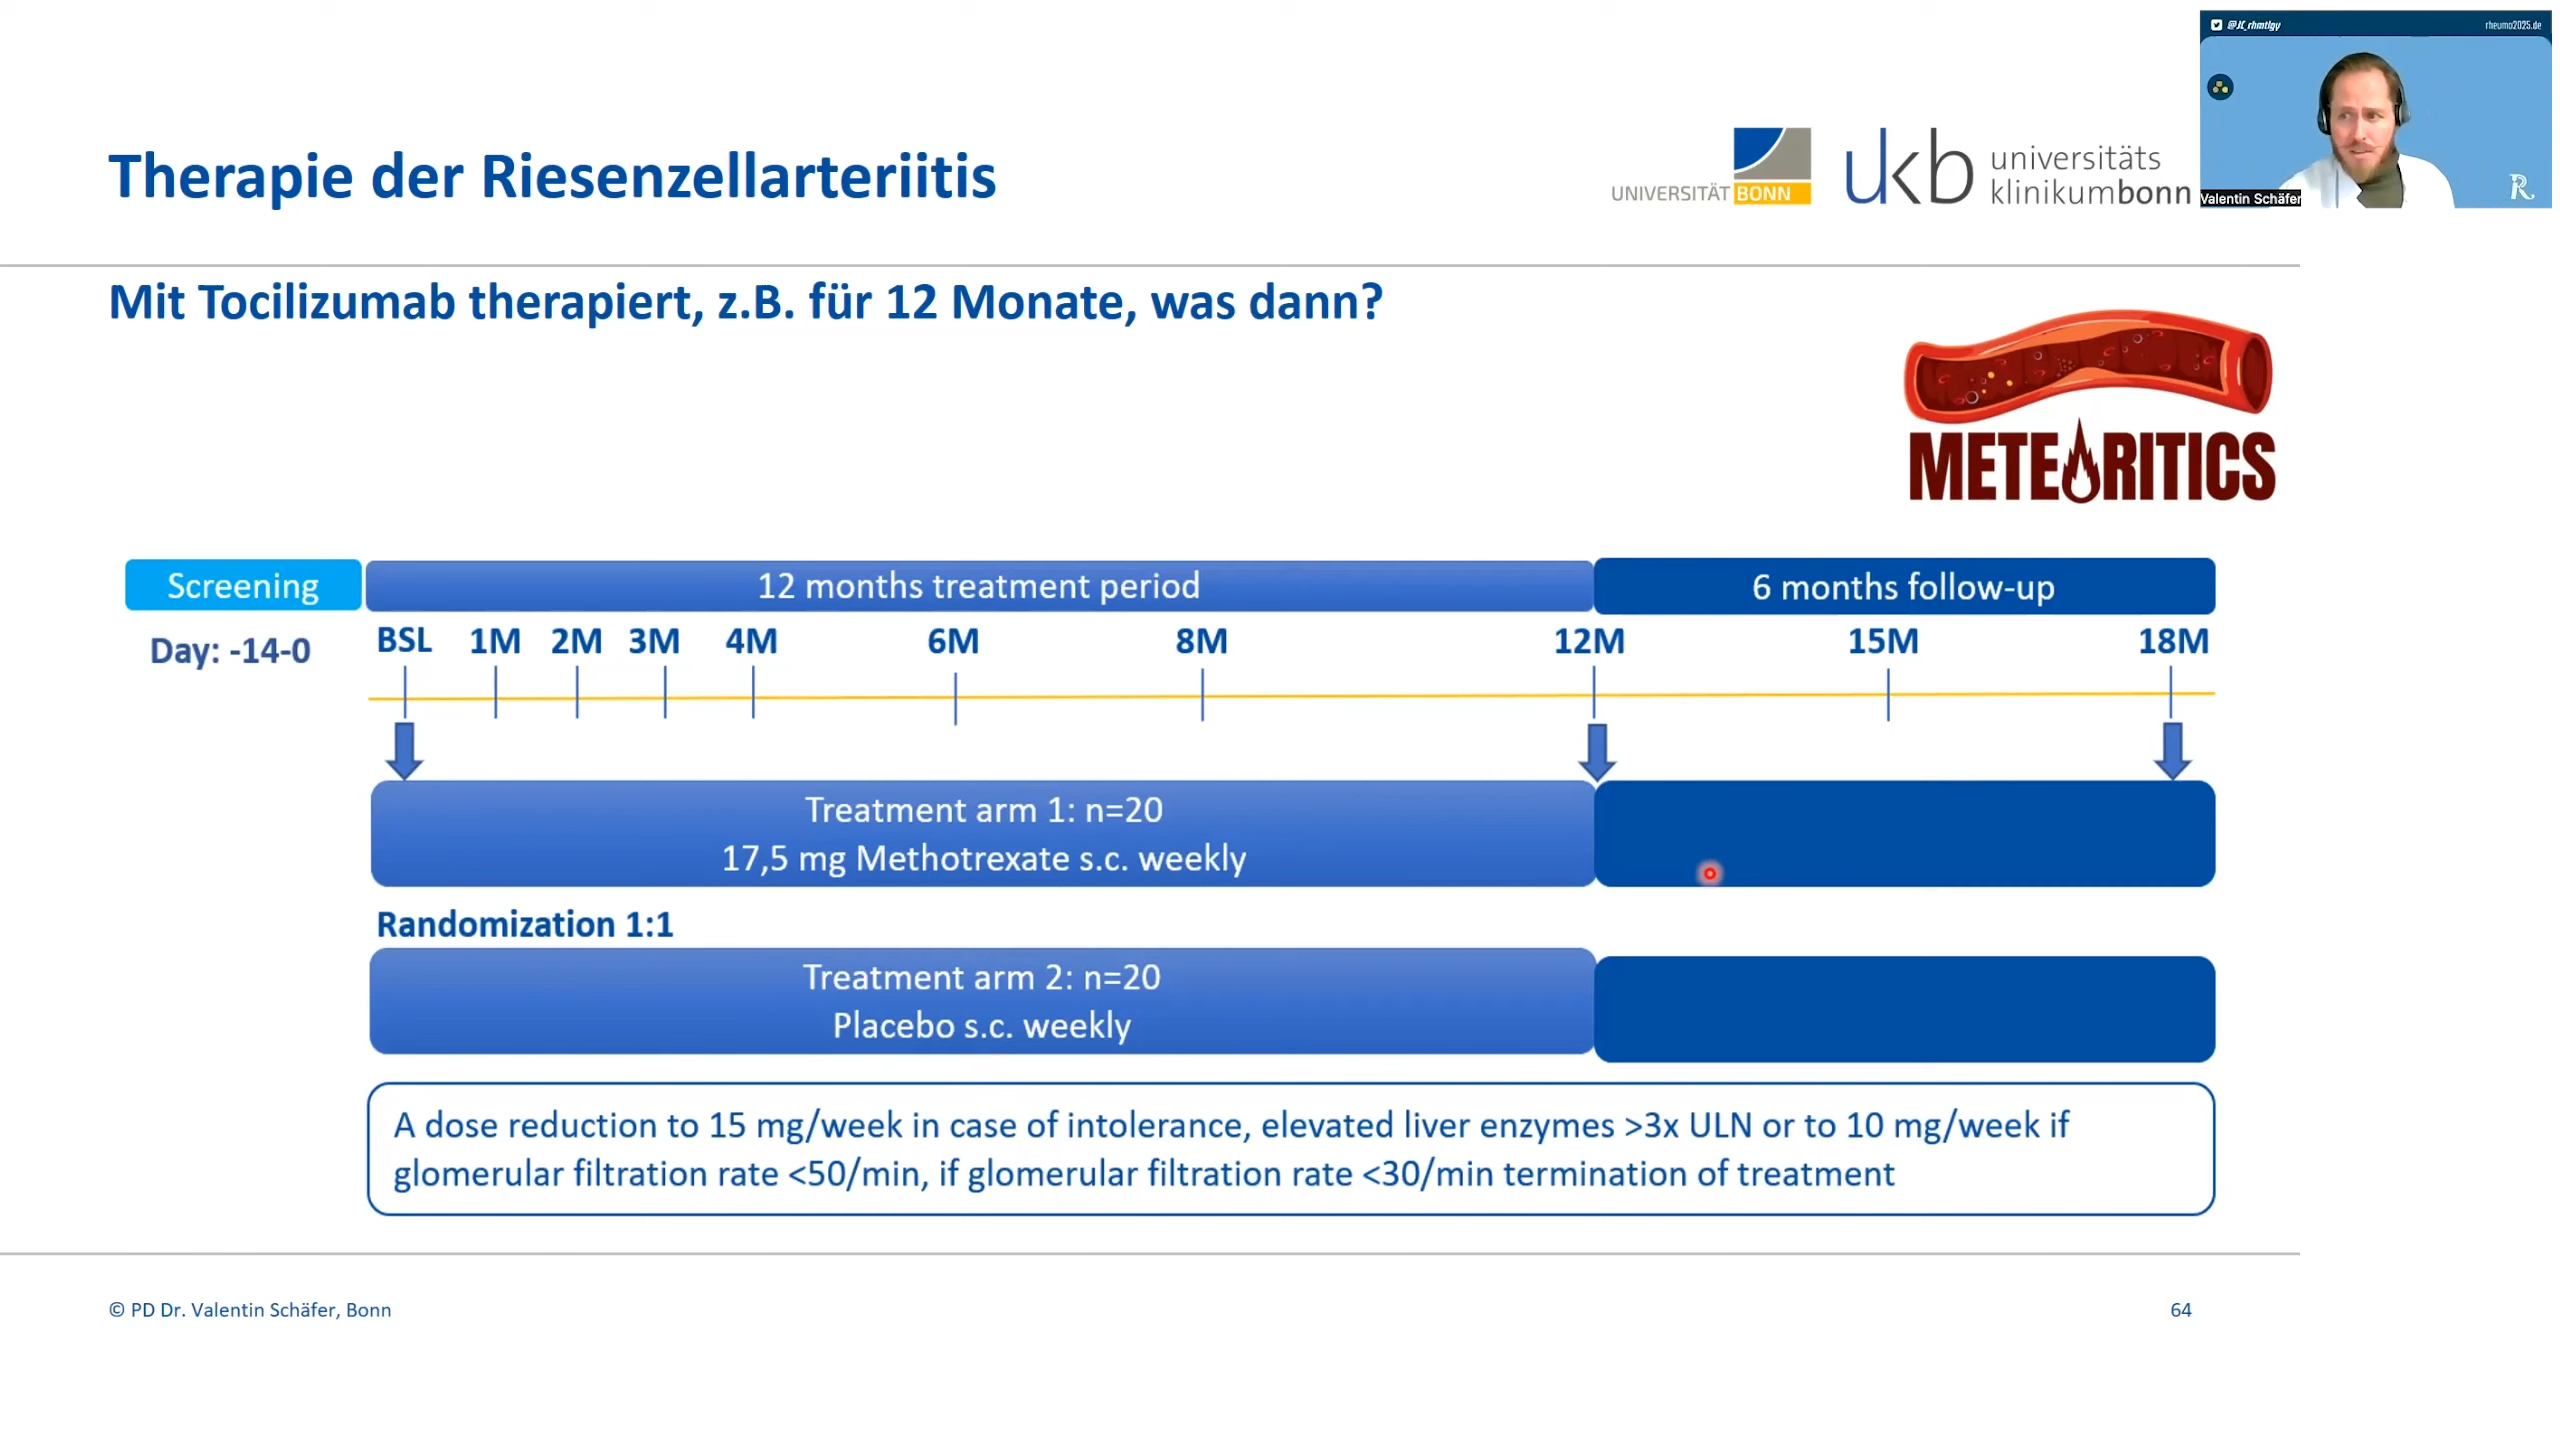 @JC_rhmtlgy
rheuma2025.de
Therapie der Riesenzellarteriitis
UNIVERSITÄT BONN
ukb universitäts
klinikumbonn
Valentin Schäfer
R.
Mit Tocilizumab therapiert, z.B. für 12 Monate, was dann?
METEORITICS
Screening
12 months treatment period
6 months follow-up
Day: -14-0
BSL 1M 2M 3M 4M 6M 8M 12M 15M 18M
Treatment arm 1: n=20
17,5 mg Methotrexate s.c. weekly
Randomization 1:1
Treatment arm 2: n=20
Placebo s.c. weekly
A dose reduction to 15 mg/week in case of intolerance, elevated liver enzymes >3x ULN or to 10 mg/week if
glomerular filtration rate <50/min, if glomerular filtration rate <30/min termination of treatment
© PD Dr. Valentin Schäfer, Bonn
64